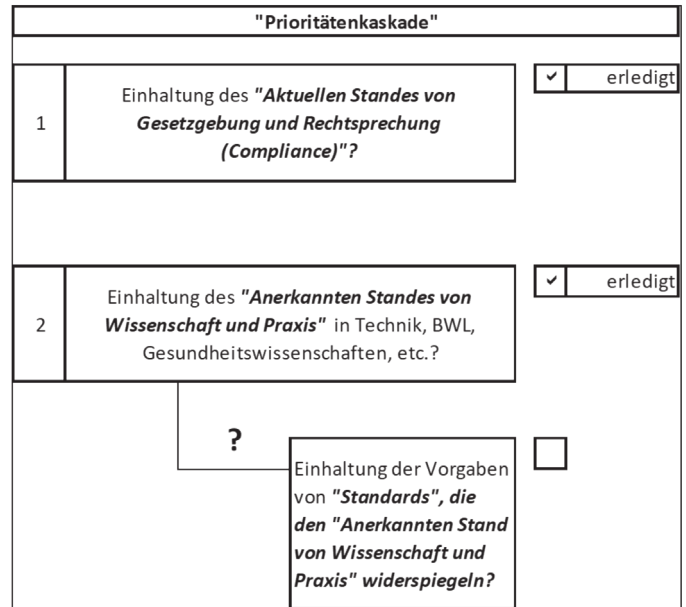 "Prioritätenkaskade"
1
Einhaltung des "Aktuellen Standes von
Gesetzgebung und Rechtsprechung
(Compliance)"?
✓ erledigt
2
Einhaltung des "Anerkannten Standes von
Wissenschaft und Praxis" in Technik, BWL,
Gesundheitswissenschaften, etc.?
✓ erledigt
?
Einhaltung der Vorgaben
von "Standards", die
den "Anerkannten Stand
von Wissenschaft und
Praxis" widerspiegeln?